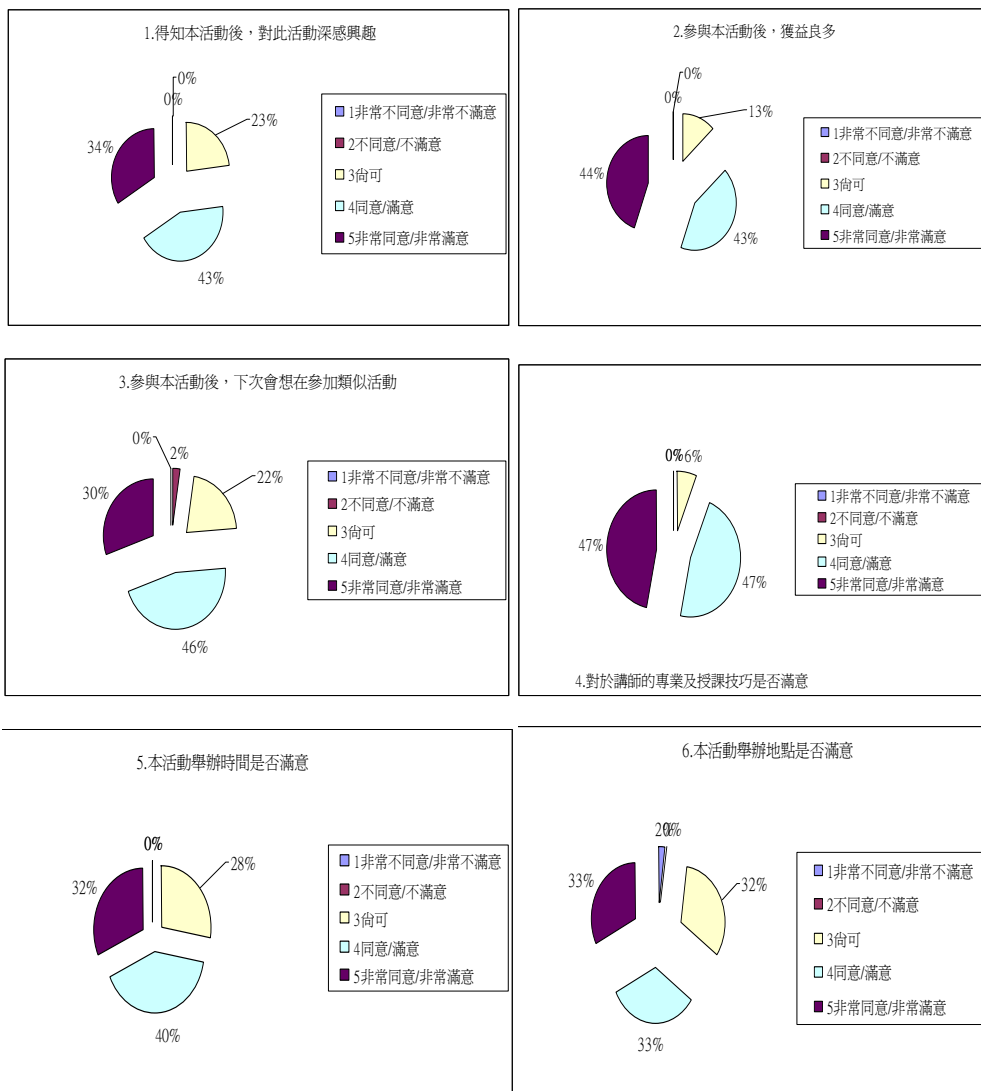 1.得知本活動後，對此活動深感興趣
0%
0%
23%
34%
43%
1非常不同意/非常不滿意
2不同意/不滿意
3尚可
4同意/滿意
5非常同意/非常滿意
2.參與本活動後，獲益良多
0%
0%
13%
44%
43%
1非常不同意/非常不滿意
2不同意/不滿意
3尚可
4同意/滿意
5非常同意/非常滿意
3.參與本活動後，下次會想在參加類似活動
0%
2%
22%
30%
46%
1非常不同意/非常不滿意
2不同意/不滿意
3尚可
4同意/滿意
5非常同意/非常滿意
0%
0%
6%
47%
47%
1非常不同意/非常不滿意
2不同意/不滿意
3尚可
4同意/滿意
5非常同意/非常滿意
4.對於講師的專業及授課技巧是否滿意
5.本活動舉辦時間是否滿意
0%
0%
28%
32%
40%
1非常不同意/非常不滿意
2不同意/不滿意
3尚可
4同意/滿意
5非常同意/非常滿意
6.本活動舉辦地點是否滿意
2%
0%
32%
33%
33%
1非常不同意/非常不滿意
2不同意/不滿意
3尚可
4同意/滿意
5非常同意/非常滿意